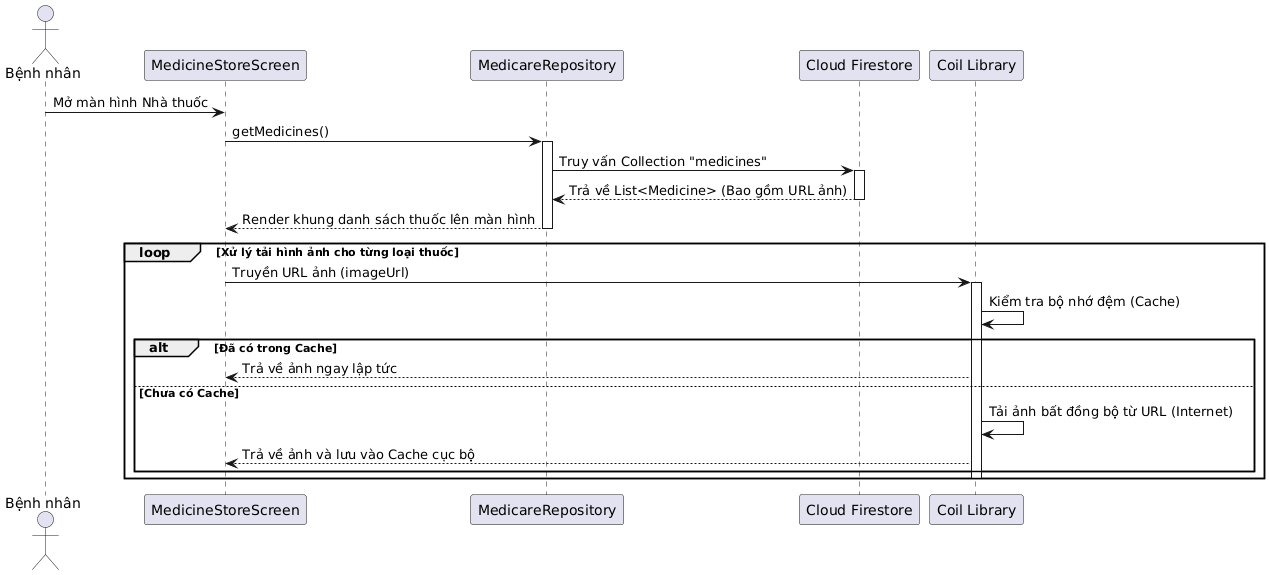 Bệnh nhân
MedicineStoreScreen
MedicareRepository
Cloud Firestore
Coil Library
Mở màn hình Nhà thuốc
getMedicines()
Truy vấn Collection "medicines"
Trả về List<Medicine> (Bao gồm URL ảnh)
Render khung danh sách thuốc lên màn hình
loop
[Xử lý tải hình ảnh cho từng loại thuốc]
Truyền URL ảnh (imageUrl)
Kiểm tra bộ nhớ đệm (Cache)
alt
[Đã có trong Cache]
Trả về ảnh ngay lập tức
[Chưa có Cache]
Tải ảnh bất đồng bộ từ URL (Internet)
Trả về ảnh và lưu vào Cache cục bộ
Bệnh nhân
MedicineStoreScreen
MedicareRepository
Cloud Firestore
Coil Library